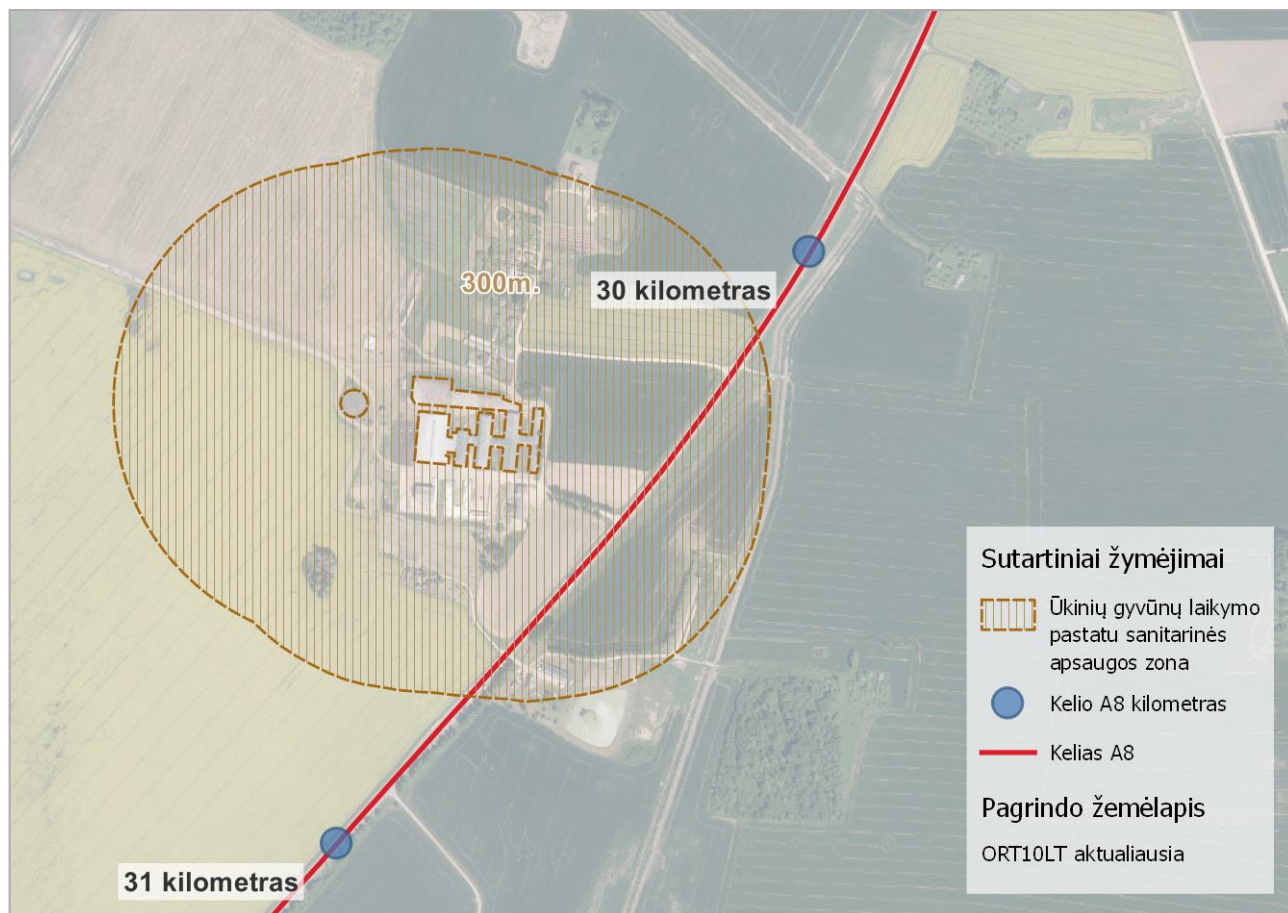 300m.
30 kilometras
31 kilometras
Sutartiniai žymėjimai
Ūkinių gyvūnų laikymo
pastatu sanitarinės
apsaugos zona
Kelio A8 kilometras
Kelias A8
Pagrindo žemėlapis
ORT10LT aktualiausia